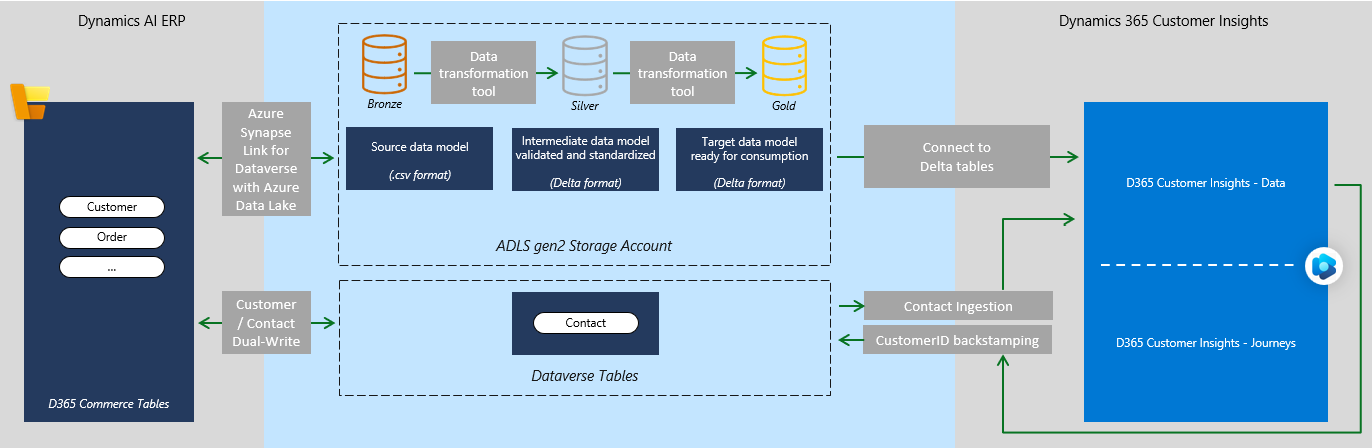 Dynamics AI ERP
Dynamics 365 Customer Insights
Customer
Order
...
D365 Commerce Tables
Azure
Synapse
Link for
Dataverse
with Azure
Data Lake
Customer
/ Contact
Dual-Write
Bronze
Data
transformation
tool
Silver
Data
transformation
tool
Gold
Source data model
(.csv format)
Intermediate data model
validated and standardized
(Delta format)
Target data model
ready for consumption
(Delta format)
ADLS gen2 Storage Account
Contact
Dataverse Tables
Connect to
Delta tables
Contact Ingestion
CustomerID backstamping
D365 Customer Insights - Data
D365 Customer Insights - Journeys